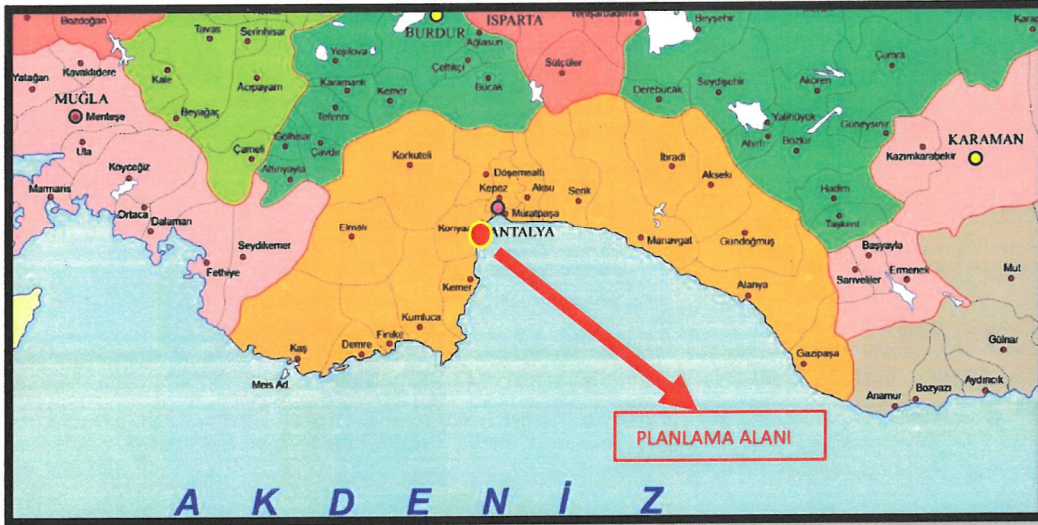 Bozdoğan
Tavas
Serinhisar
BURDUR
ISPARTA
Ağlasun
Yenişarbademli
Beyşehir
Yatağan
Kavaklıdere
Kale
Acıpayam
Yeşilova
Çeltikçi
Sütçüler
Çumra
MUĞLA
Menteşe
Beyağaç
Karamanlı
Kemer
Bucak
Derebucak
Seydişehir
Akören
Tefenni
Ula
Çameli
Gölhisar
Çavdır
Altınyayla
Korkuteli
Yalıhüyük
Ahırlı
Bozkır
Güneysınır
KARAMAN
Kazımkarabekir
Köyceğiz
Marmaris
Ortaca
Dalaman
Döşemealtı
Kepez
Aksu
Serik
İbradı
Akseki
Hadim
Taşkent
Muratpaşa
Elmalı
Konyaa
ANTALYA
Manavgat
Gündoğmuş
Seydikemer
Fethiye
Başyayla
Sarıveliler
Ermenek
Mut
Kemer
Alanya
Kumluca
Finike
Demre
Kaş
Meis Ad.
Gazipaşa
Gülnar
Anamur
Bozyazı
Aydıncık
PLANLAMA ALANI
AKDENİZ